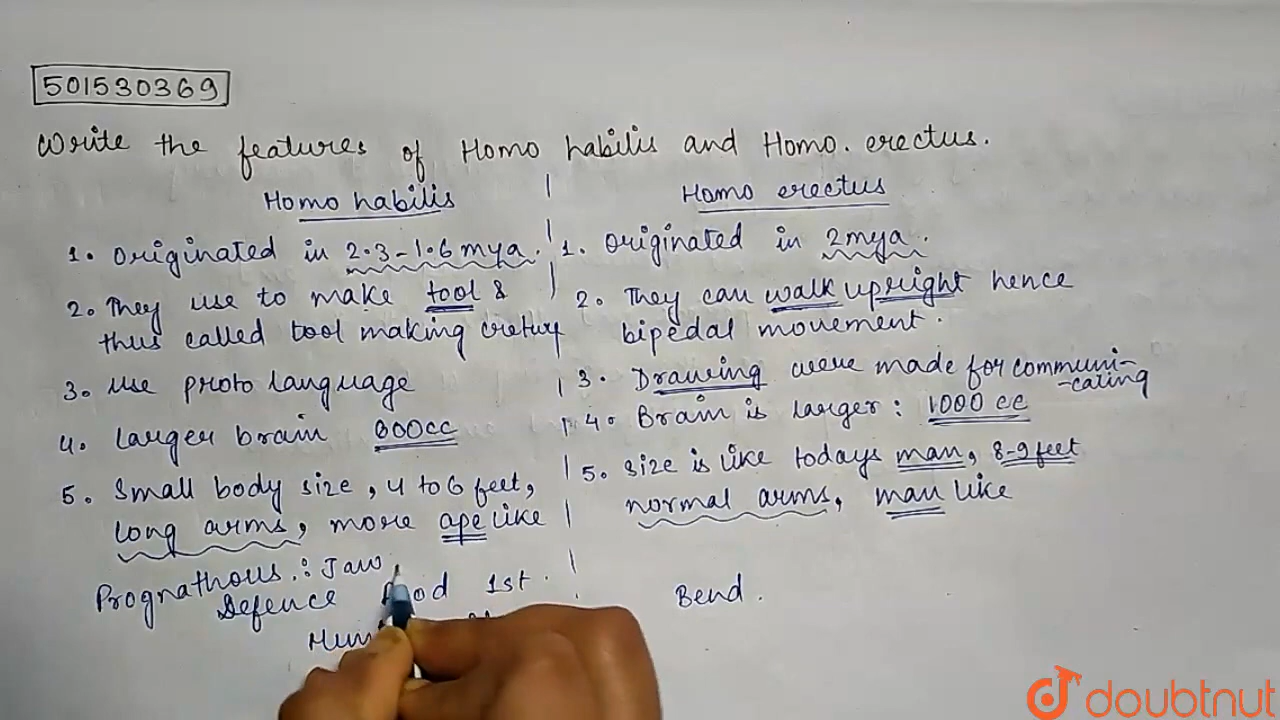 501530369
Write the features of Homo habilis and Homo. erectus.
Homo habilis
1. Originated in 2.3-1.6 mya.
2. They use to make tool &
thus called tool making
3. Use proto language
4. Larger brain 800cc
5. Small body size, 4 to 6 feet,
long arms, more ape like
Prognathous: Jaw
Defence 1st.
Homo erectus
1. Originated in 2mya.
2. They can walk upright hence
bipedal movement.
3. Drawing were made for communi-
-cating
4. Brain is larger: 1000 cc
5. Size is like todays man, 8-9 feet
normal arms, man like
Bend.
doubtnut